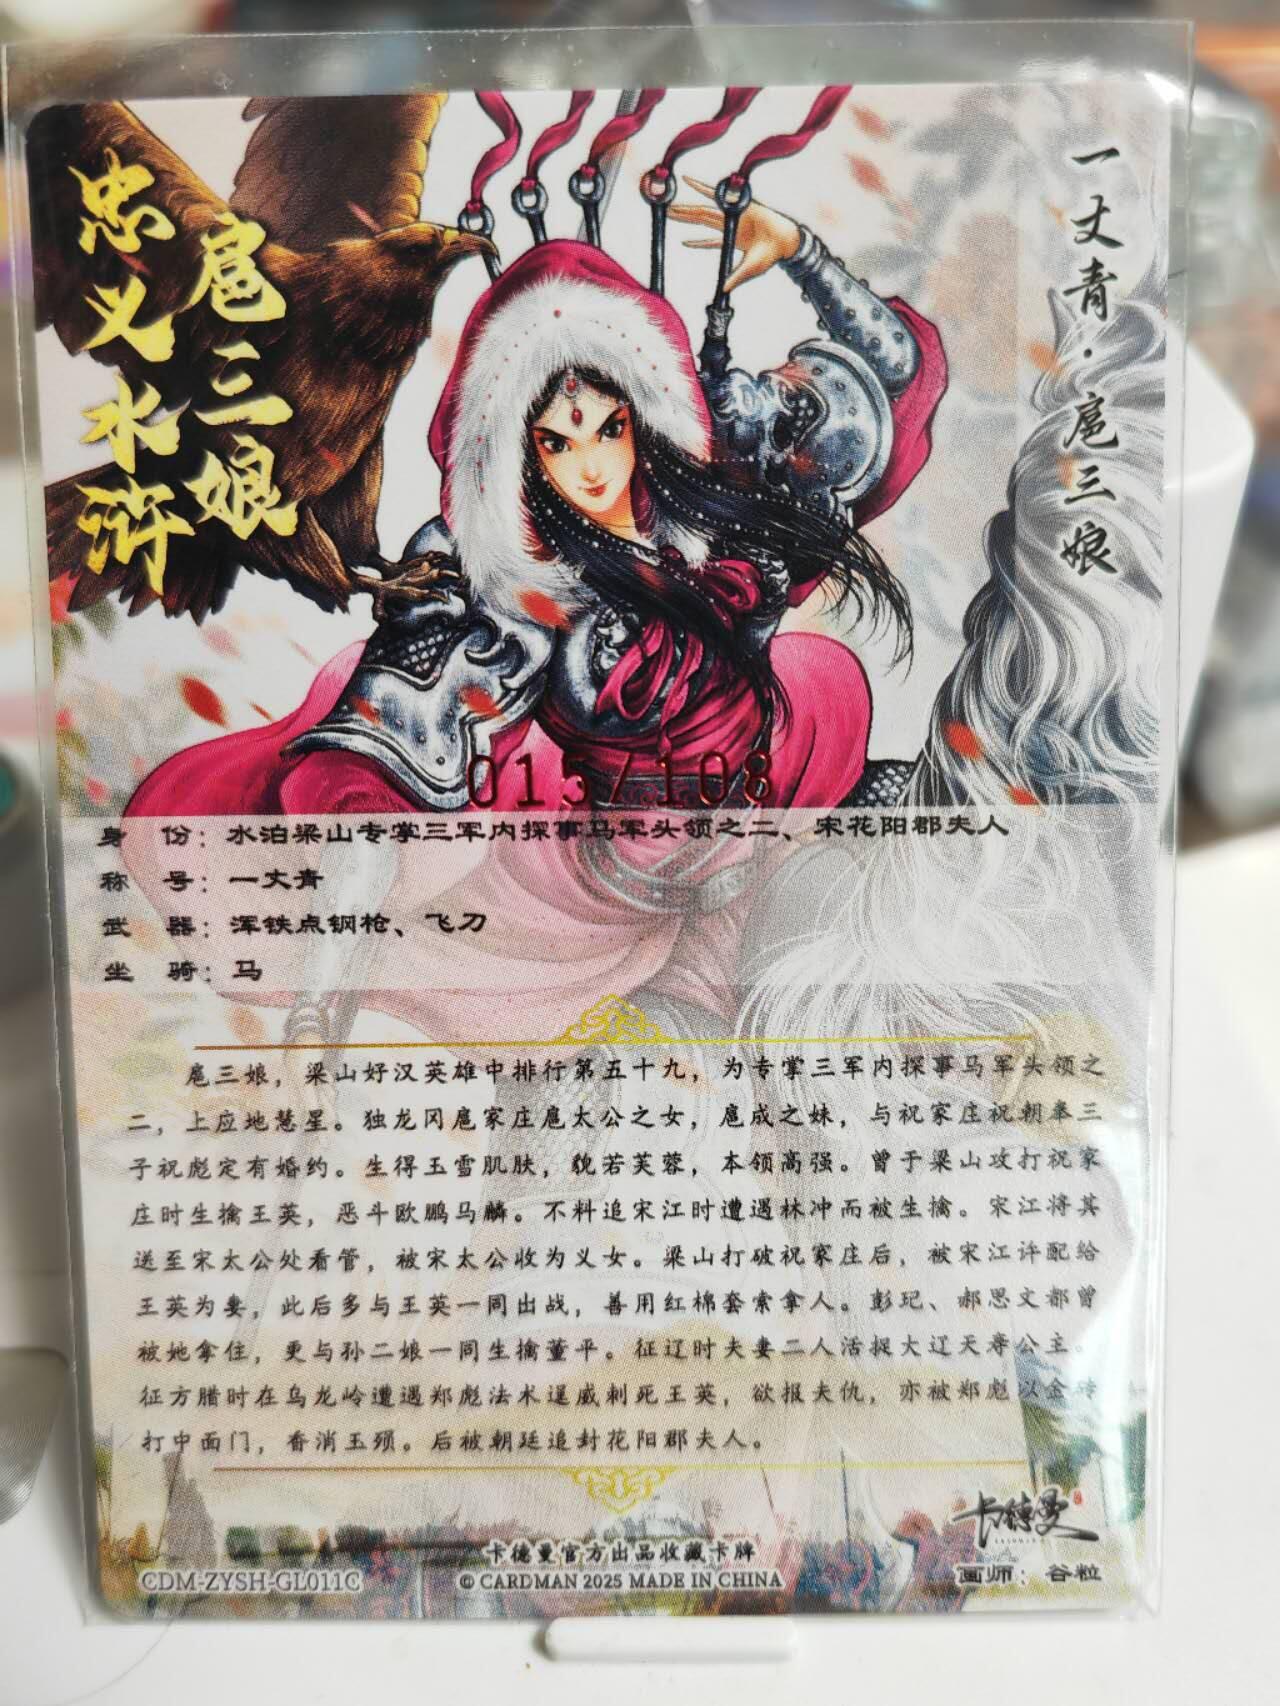 忠义水浒
扈三娘
一丈青·扈三娘
015/108
身 份：水泊梁山专掌三军内探事马军头领之二、宋花阳郡夫人
称 号：一丈青
武 器：浑铁点钢枪、飞刀
坐 骑：马
扈三娘，梁山好汉英雄中排行第五十九，为专掌三军内探事马军头领之
二，上应地慧星。独龙冈扈家庄扈太公之女，扈成之妹，与祝家庄祝朝奉三
子祝彪定有婚约。生得玉雪肌肤，貌若芙蓉，本领高强。曾于梁山攻打祝家
庄时生擒王英，恶斗欧鹏马麟。不料追宋江时遭遇林冲而被生擒。宋江将其
送至宋太公处看管，被宋太公收为义女。梁山打破祝家庄后，被宋江许配给
王英为妻，此后多与王英一同出战，善用红棉套索拿人。彭玘、郝思文都曾
被她拿住，更与孙二娘一同生擒董平。征辽时夫妻二人活捉大辽天寿公主。
征方腊时在乌龙岭遭遇郑彪法术逞威刺死王英，欲报夫仇，亦被郑彪以金砖
打中面门，香消玉殒。后被朝廷追封花阳郡夫人。
卡德曼
卡德曼官方出品收藏卡牌
CDM-ZYSH-GL011C
© CARDMAN 2025 MADE IN CHINA
画师：谷粒